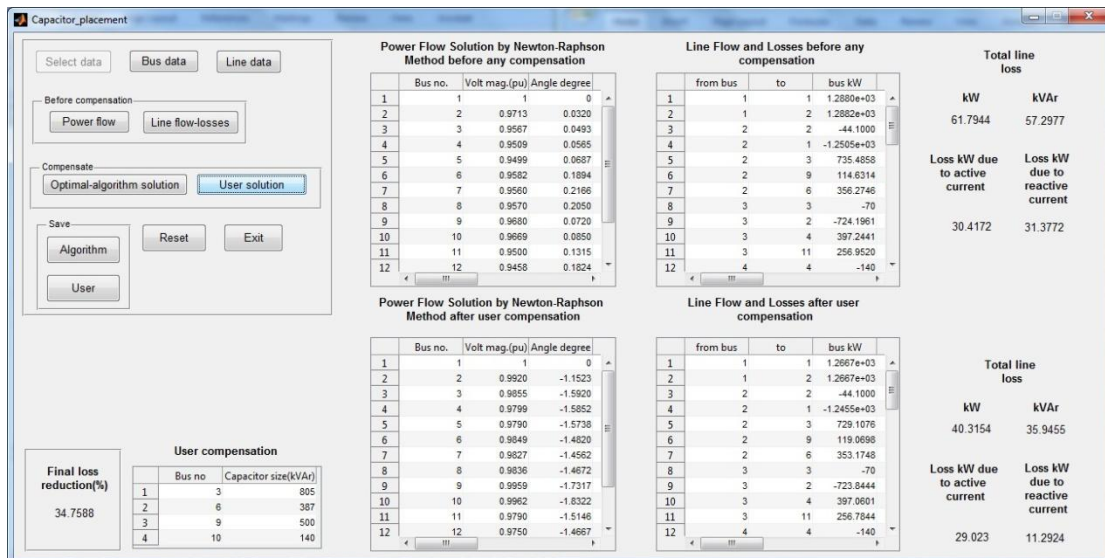 Capacitor_placement
Select data
Bus data
Line data
Before compensation
Power flow
Line flow-losses
Compensate
Optimal-algorithm solution
User solution
Save
Algorithm
User
Reset
Exit
Power Flow Solution by Newton-Raphson
Method before any compensation
Bus no. Volt mag.(pu) Angle degree
1 1 1 0
2 2 0.9713 0.0320
3 3 0.9567 0.0493
4 4 0.9509 0.0565
5 5 0.9499 0.0687
6 6 0.9582 0.1894
7 7 0.9560 0.2166
8 8 0.9570 0.2050
9 9 0.9680 0.0720
10 10 0.9669 0.0850
11 11 0.9500 0.1315
12 12 0.9458 0.1824
Line Flow and Losses before any
compensation
from bus to bus kW
1 1 1 1.2880e+03
2 1 2 1.2882e+03
3 2 2 -44.1000
4 2 1 -1.2505e+03
5 2 3 735.4858
6 2 9 114.6314
7 2 6 356.2746
8 3 3 -70
9 3 2 -724.1961
10 3 4 397.2441
11 3 11 256.9520
12 4 4 -140
Total line
loss
kW kVAr
61.7944 57.2977
Loss kW due
to active
current
Loss kW
due to
reactive
current
30.4172 31.3772
Power Flow Solution by Newton-Raphson
Method after user compensation
Bus no. Volt mag.(pu) Angle degree
1 1 1 0
2 2 0.9920 -1.1523
3 3 0.9855 -1.5920
4 4 0.9799 -1.5852
5 5 0.9790 -1.5738
6 6 0.9849 -1.4820
7 7 0.9827 -1.4562
8 8 0.9836 -1.4672
9 9 0.9959 -1.7317
10 10 0.9962 -1.8322
11 11 0.9790 -1.5146
12 12 0.9750 -1.4667
Line Flow and Losses after user
compensation
from bus to bus kW
1 1 1 1.2667e+03
2 1 2 1.2667e+03
3 2 2 -44.1000
4 2 1 -1.2455e+03
5 2 3 729.1076
6 2 9 119.0698
7 2 6 353.1748
8 3 3 -70
9 3 2 -723.8444
10 3 4 397.0601
11 3 11 256.7844
12 4 4 -140
Total line
loss
kW kVAr
40.3154 35.9455
Loss kW due
to active
current
Loss kW
due to
reactive
current
29.023 11.2924
Final loss
reduction(%)
34.7588
User compensation
Bus no Capacitor size(kVAr)
1 3 805
2 6 387
3 9 500
4 10 140